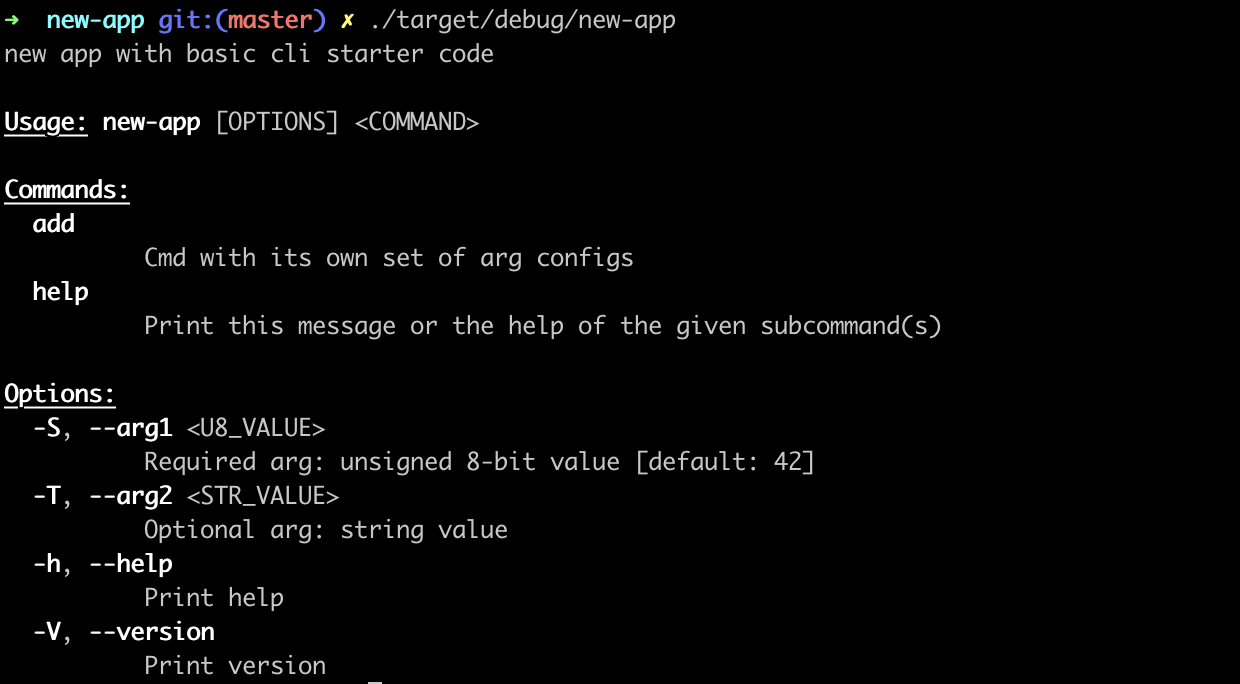 ➜  new-app git:(master) ✗ ./target/debug/new-app
new app with basic cli starter code

Usage: new-app [OPTIONS] <COMMAND>

Commands:
  add
          Cmd with its own set of arg configs
  help
          Print this message or the help of the given subcommand(s)

Options:
  -S, --arg1 <U8_VALUE>
          Required arg: unsigned 8-bit value [default: 42]
  -T, --arg2 <STR_VALUE>
          Optional arg: string value
  -h, --help
          Print help
  -V, --version
          Print version